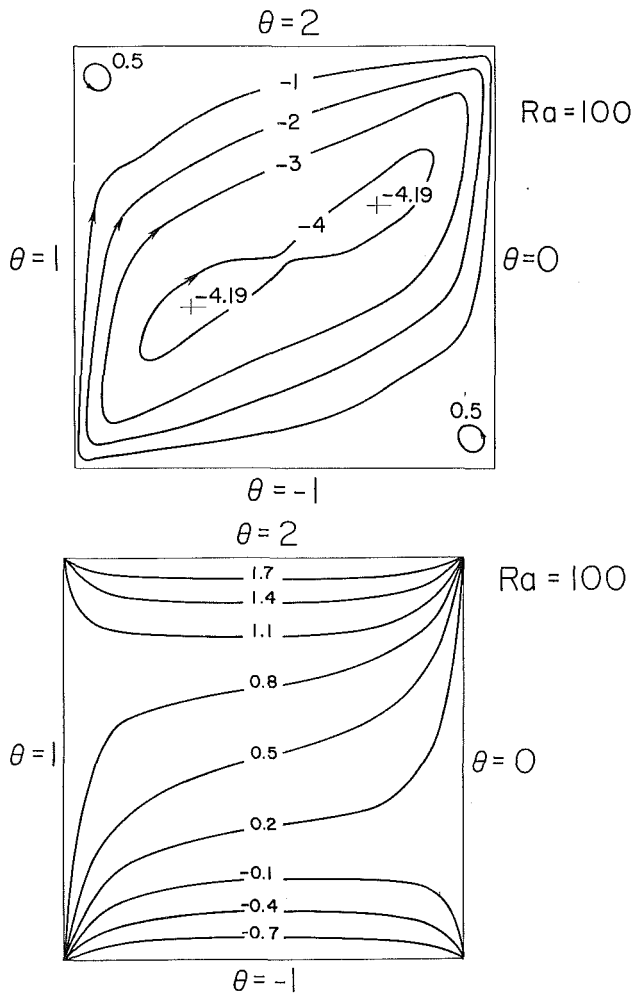 θ = 2
0.5
-1
-2
Ra = 100
-3
-4.19
-4
θ = 1
θ = 0
-4.19
0.5
θ = -1
θ = 2
1.7
Ra = 100
1.4
1.1
0.8
θ = 1
0.5
θ = 0
0.2
-0.1
-0.4
-0.7
θ = -1